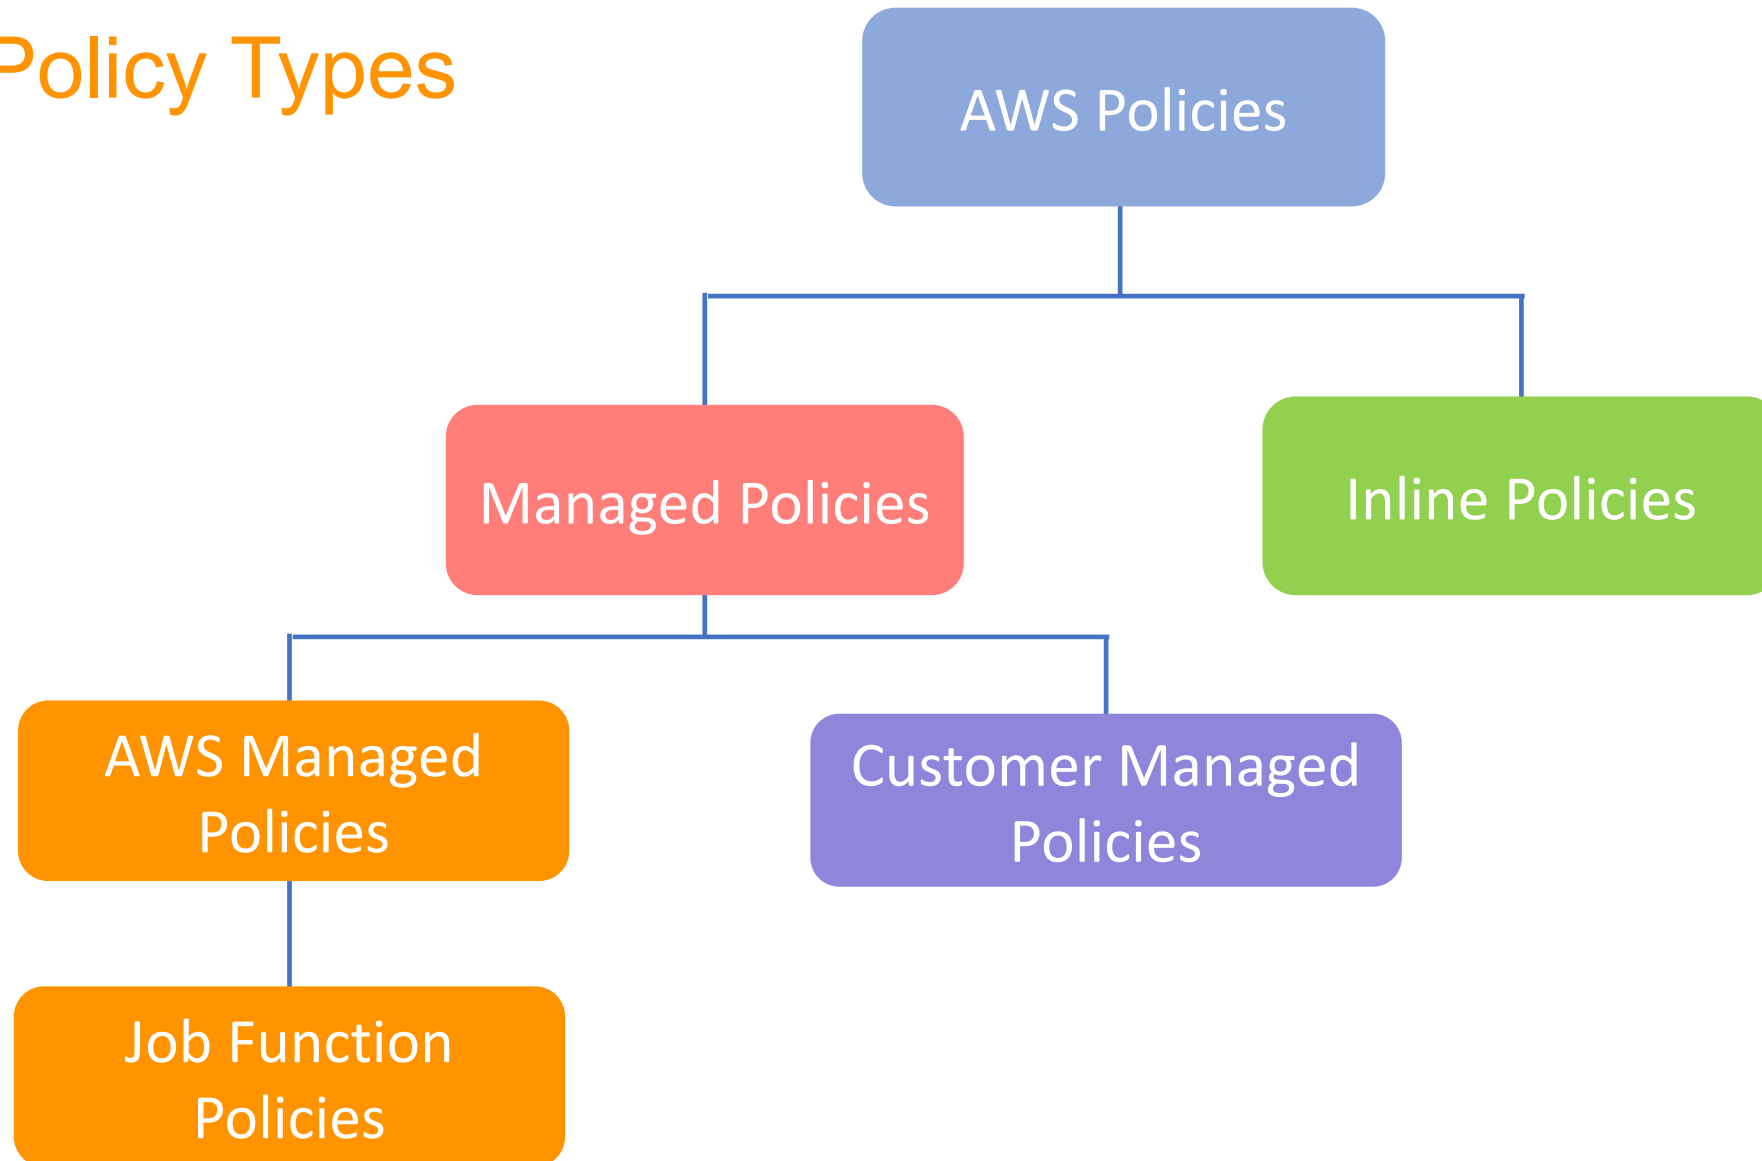 Policy Types
AWS Policies
Managed Policies
Inline Policies
AWS Managed
Policies
Customer Managed
Policies
Job Function
Policies